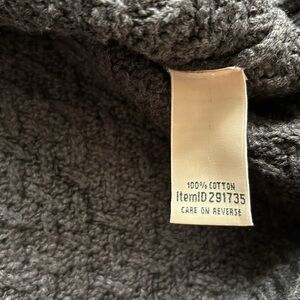 100% COTTON
ItemID 291735
CARE ON REVERSE